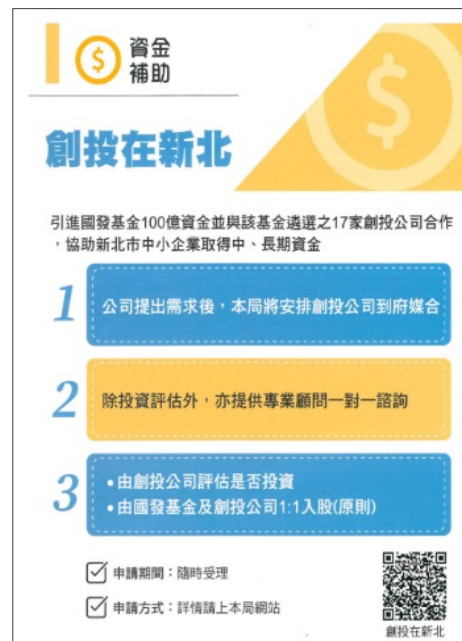 資金
補助
創投在新北
引進國發基金100億資金並與該基金遴選之17家創投公司合作
，協助新北市中小企業取得中、長期資金
1
公司提出需求後，本局將安排創投公司到府媒合
2
除投資評估外，亦提供專業顧問一對一諮詢
3
•由創投公司評估是否投資
•由國發基金及創投公司1:1入股(原則)
申請期間：隨時受理
申請方式：詳情請上本局網站
創投在新北